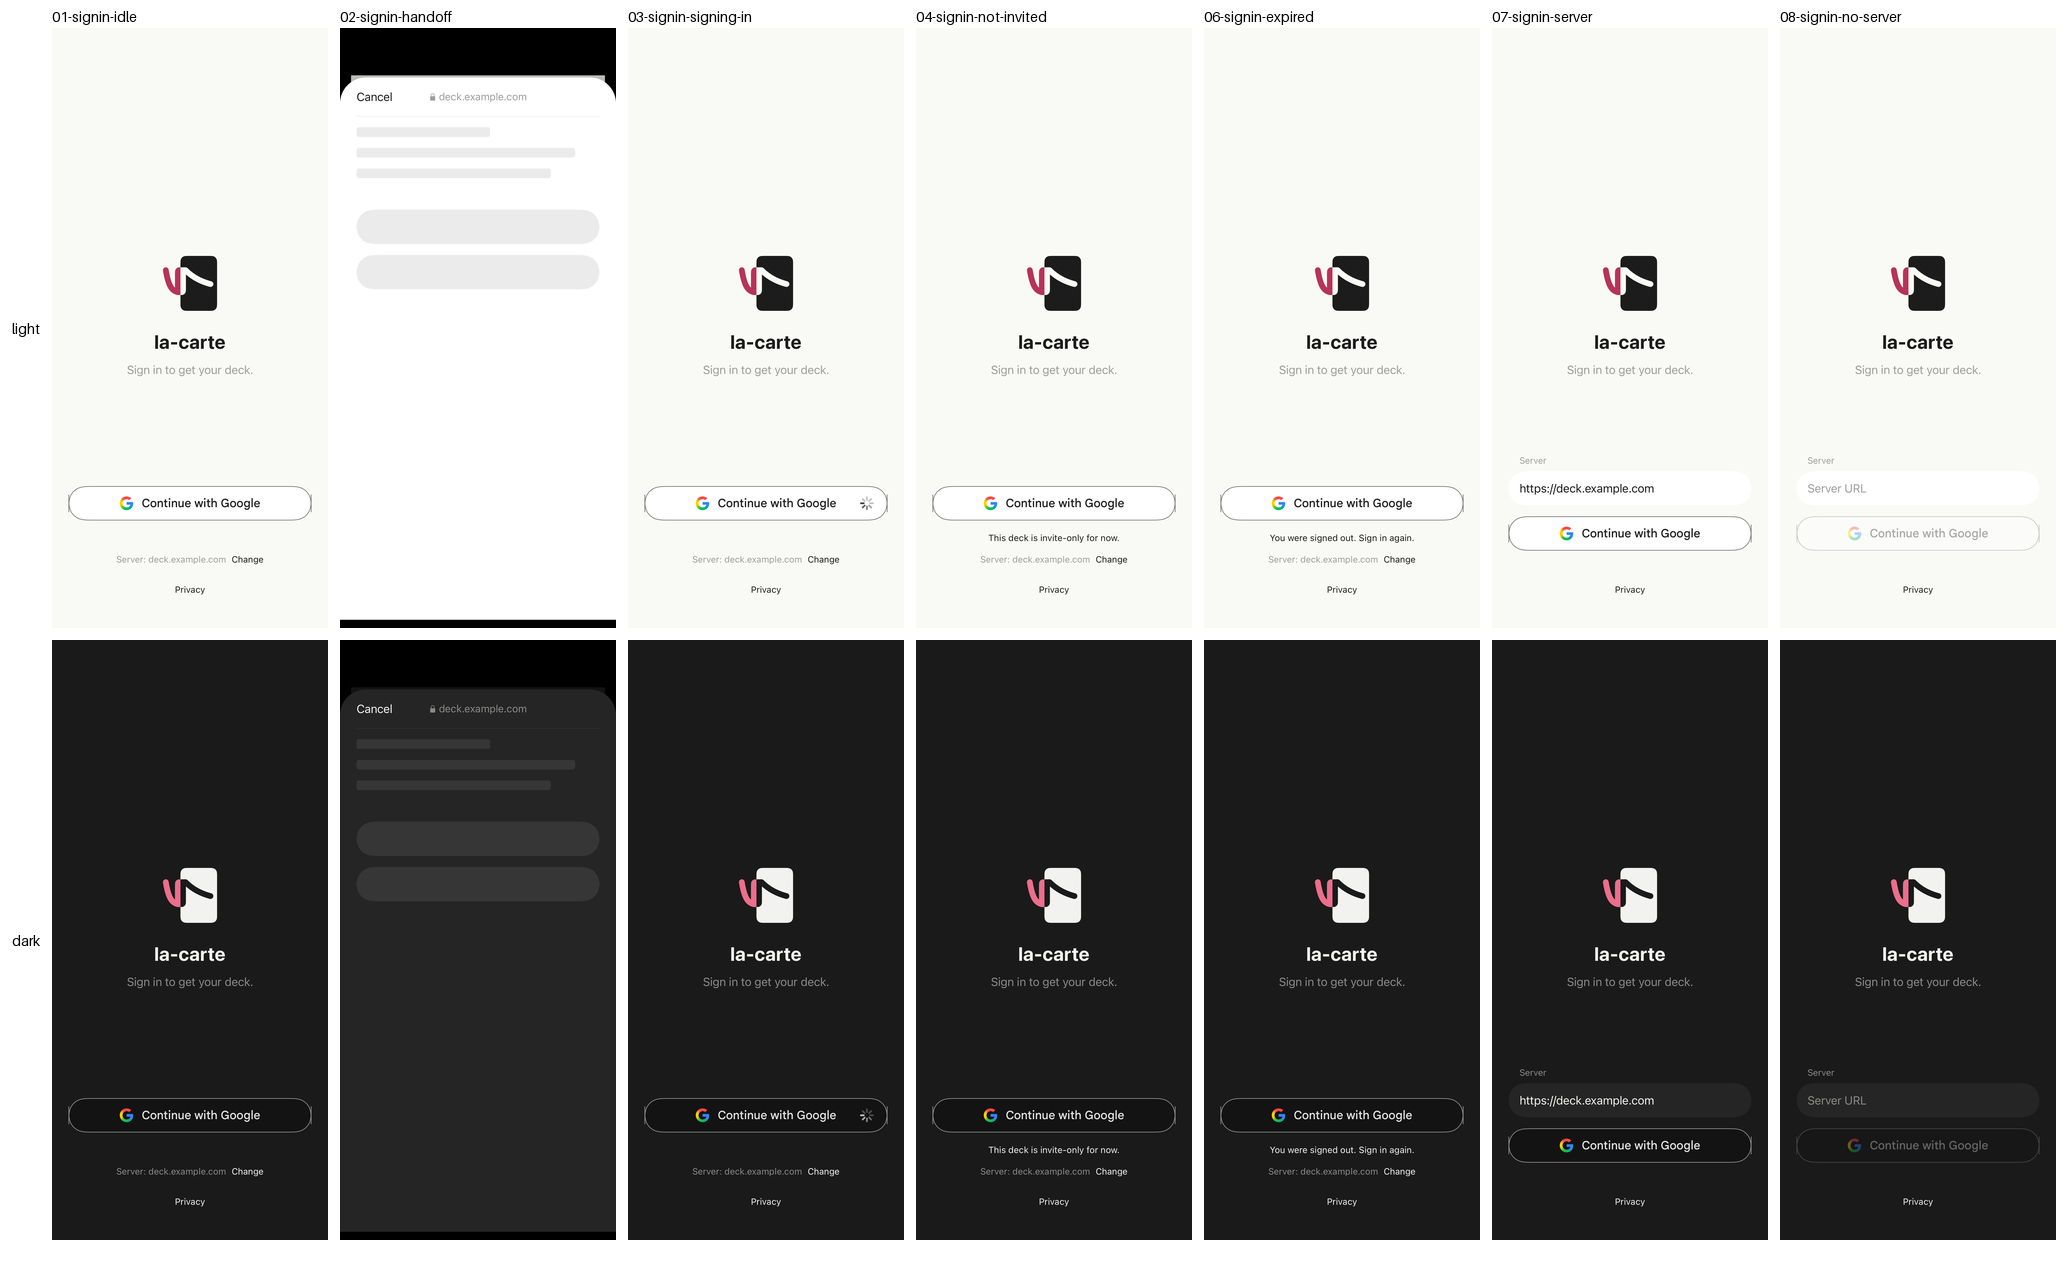 01-signin-idle
02-signin-handoff
03-signin-signing-in
04-signin-not-invited
06-signin-expired
07-signin-server
08-signin-no-server
light
la-carte
Sign in to get your deck.
Continue with Google
Server: deck.example.com Change
Privacy
Cancel
deck.example.com
la-carte
Sign in to get your deck.
Continue with Google
Server: deck.example.com Change
Privacy
la-carte
Sign in to get your deck.
Continue with Google
This deck is invite-only for now.
Server: deck.example.com Change
Privacy
la-carte
Sign in to get your deck.
Continue with Google
You were signed out. Sign in again.
Server: deck.example.com Change
Privacy
la-carte
Sign in to get your deck.
Server
https://deck.example.com
Continue with Google
Privacy
la-carte
Sign in to get your deck.
Server
Server URL
Continue with Google
Privacy
dark
la-carte
Sign in to get your deck.
Continue with Google
Server: deck.example.com Change
Privacy
Cancel
deck.example.com
la-carte
Sign in to get your deck.
Continue with Google
Server: deck.example.com Change
Privacy
la-carte
Sign in to get your deck.
Continue with Google
This deck is invite-only for now.
Server: deck.example.com Change
Privacy
la-carte
Sign in to get your deck.
Continue with Google
You were signed out. Sign in again.
Server: deck.example.com Change
Privacy
la-carte
Sign in to get your deck.
Server
https://deck.example.com
Continue with Google
Privacy
la-carte
Sign in to get your deck.
Server
Server URL
Continue with Google
Privacy